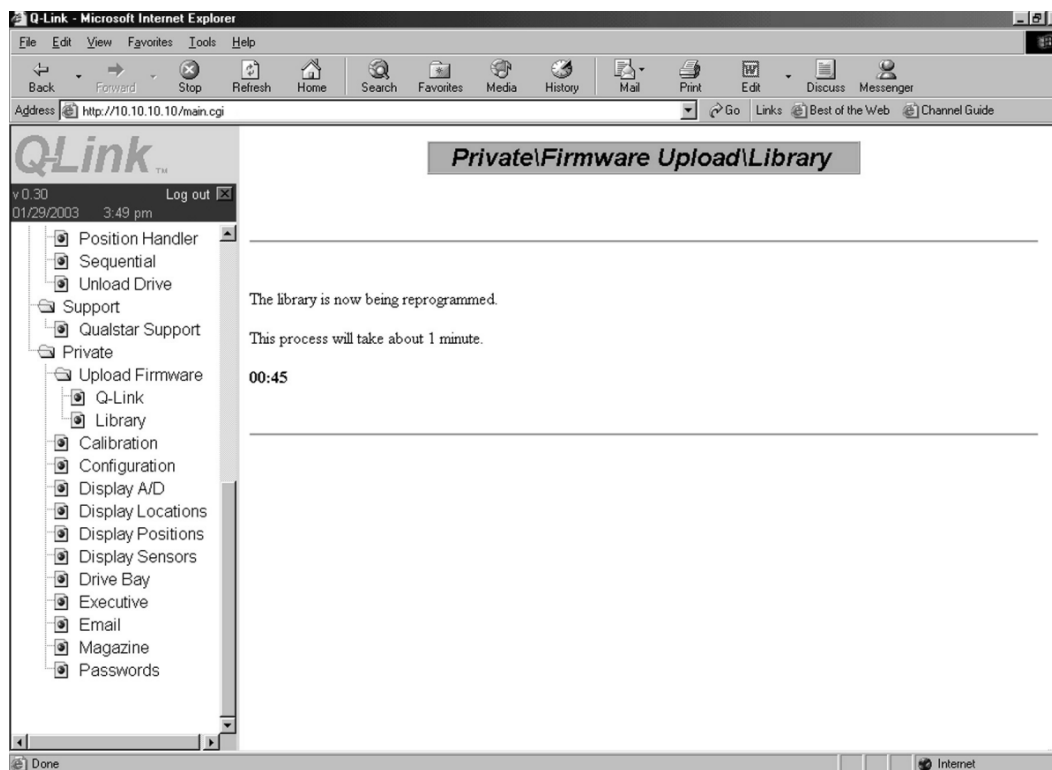 Q-Link - Microsoft Internet Explorer
File Edit View Favorites Tools Help
Back Forward Stop Refresh Home Search Favorites Media History Mail Print Edit Discuss Messenger
Address http://10.10.10.10/main.cgi Go Links Best of the Web Channel Guide
Q-Link TM
v 0.30 Log out
01/29/2003 3:49 pm
Position Handler
Sequential
Unload Drive
Support
Qualstar Support
Private
Upload Firmware
Q-Link
Library
Calibration
Configuration
Display A/D
Display Locations
Display Positions
Display Sensors
Drive Bay
Executive
Email
Magazine
Passwords
Private\Firmware Upload\Library
The library is now being reprogrammed.
This process will take about 1 minute.
00:45
Done Internet